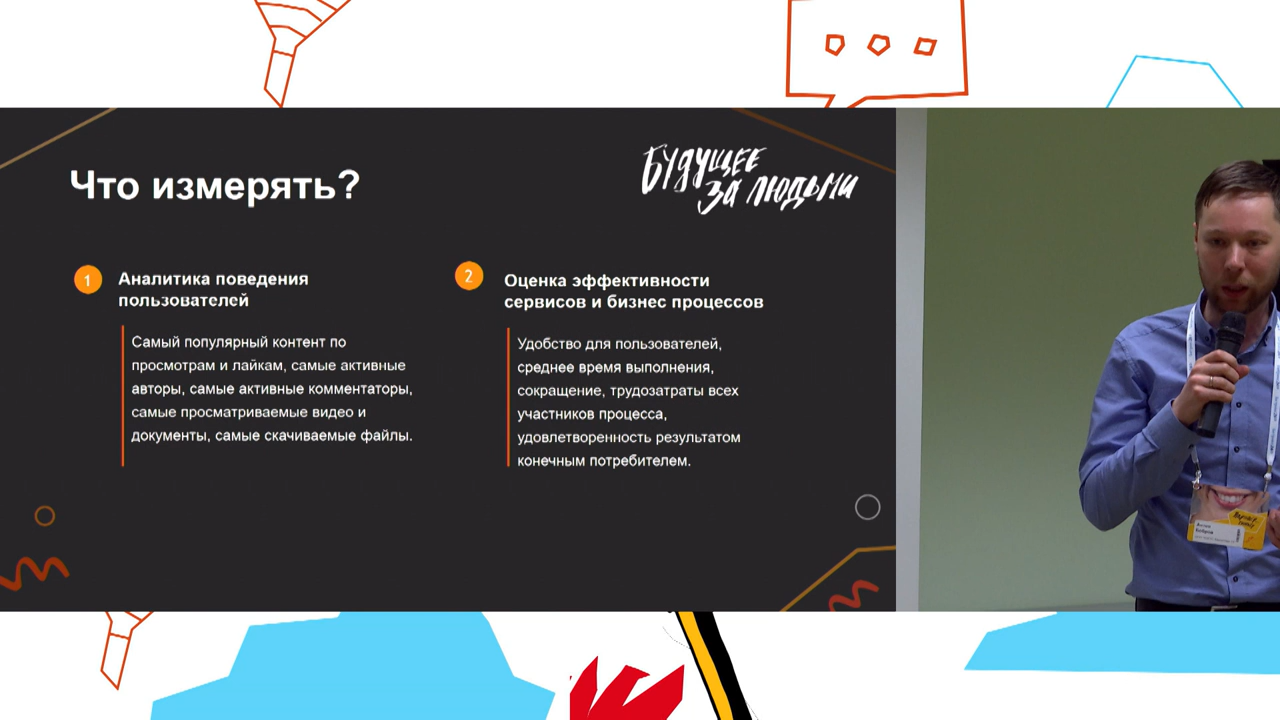 Что измерять?
БУДУЩЕЕ
ЗА ЛЮДЬМИ
1
Аналитика поведения
пользователей
Самый популярный контент по
просмотрам и лайкам, самые активные
авторы, самые активные комментаторы,
самые просматриваемые видео и
документы, самые скачиваемые файлы.
2
Оценка эффективности
сервисов и бизнес процессов
Удобство для пользователей,
среднее время выполнения,
сокращение, трудозатраты всех
участников процесса,
удовлетворенность результатом
конечным потребителем.